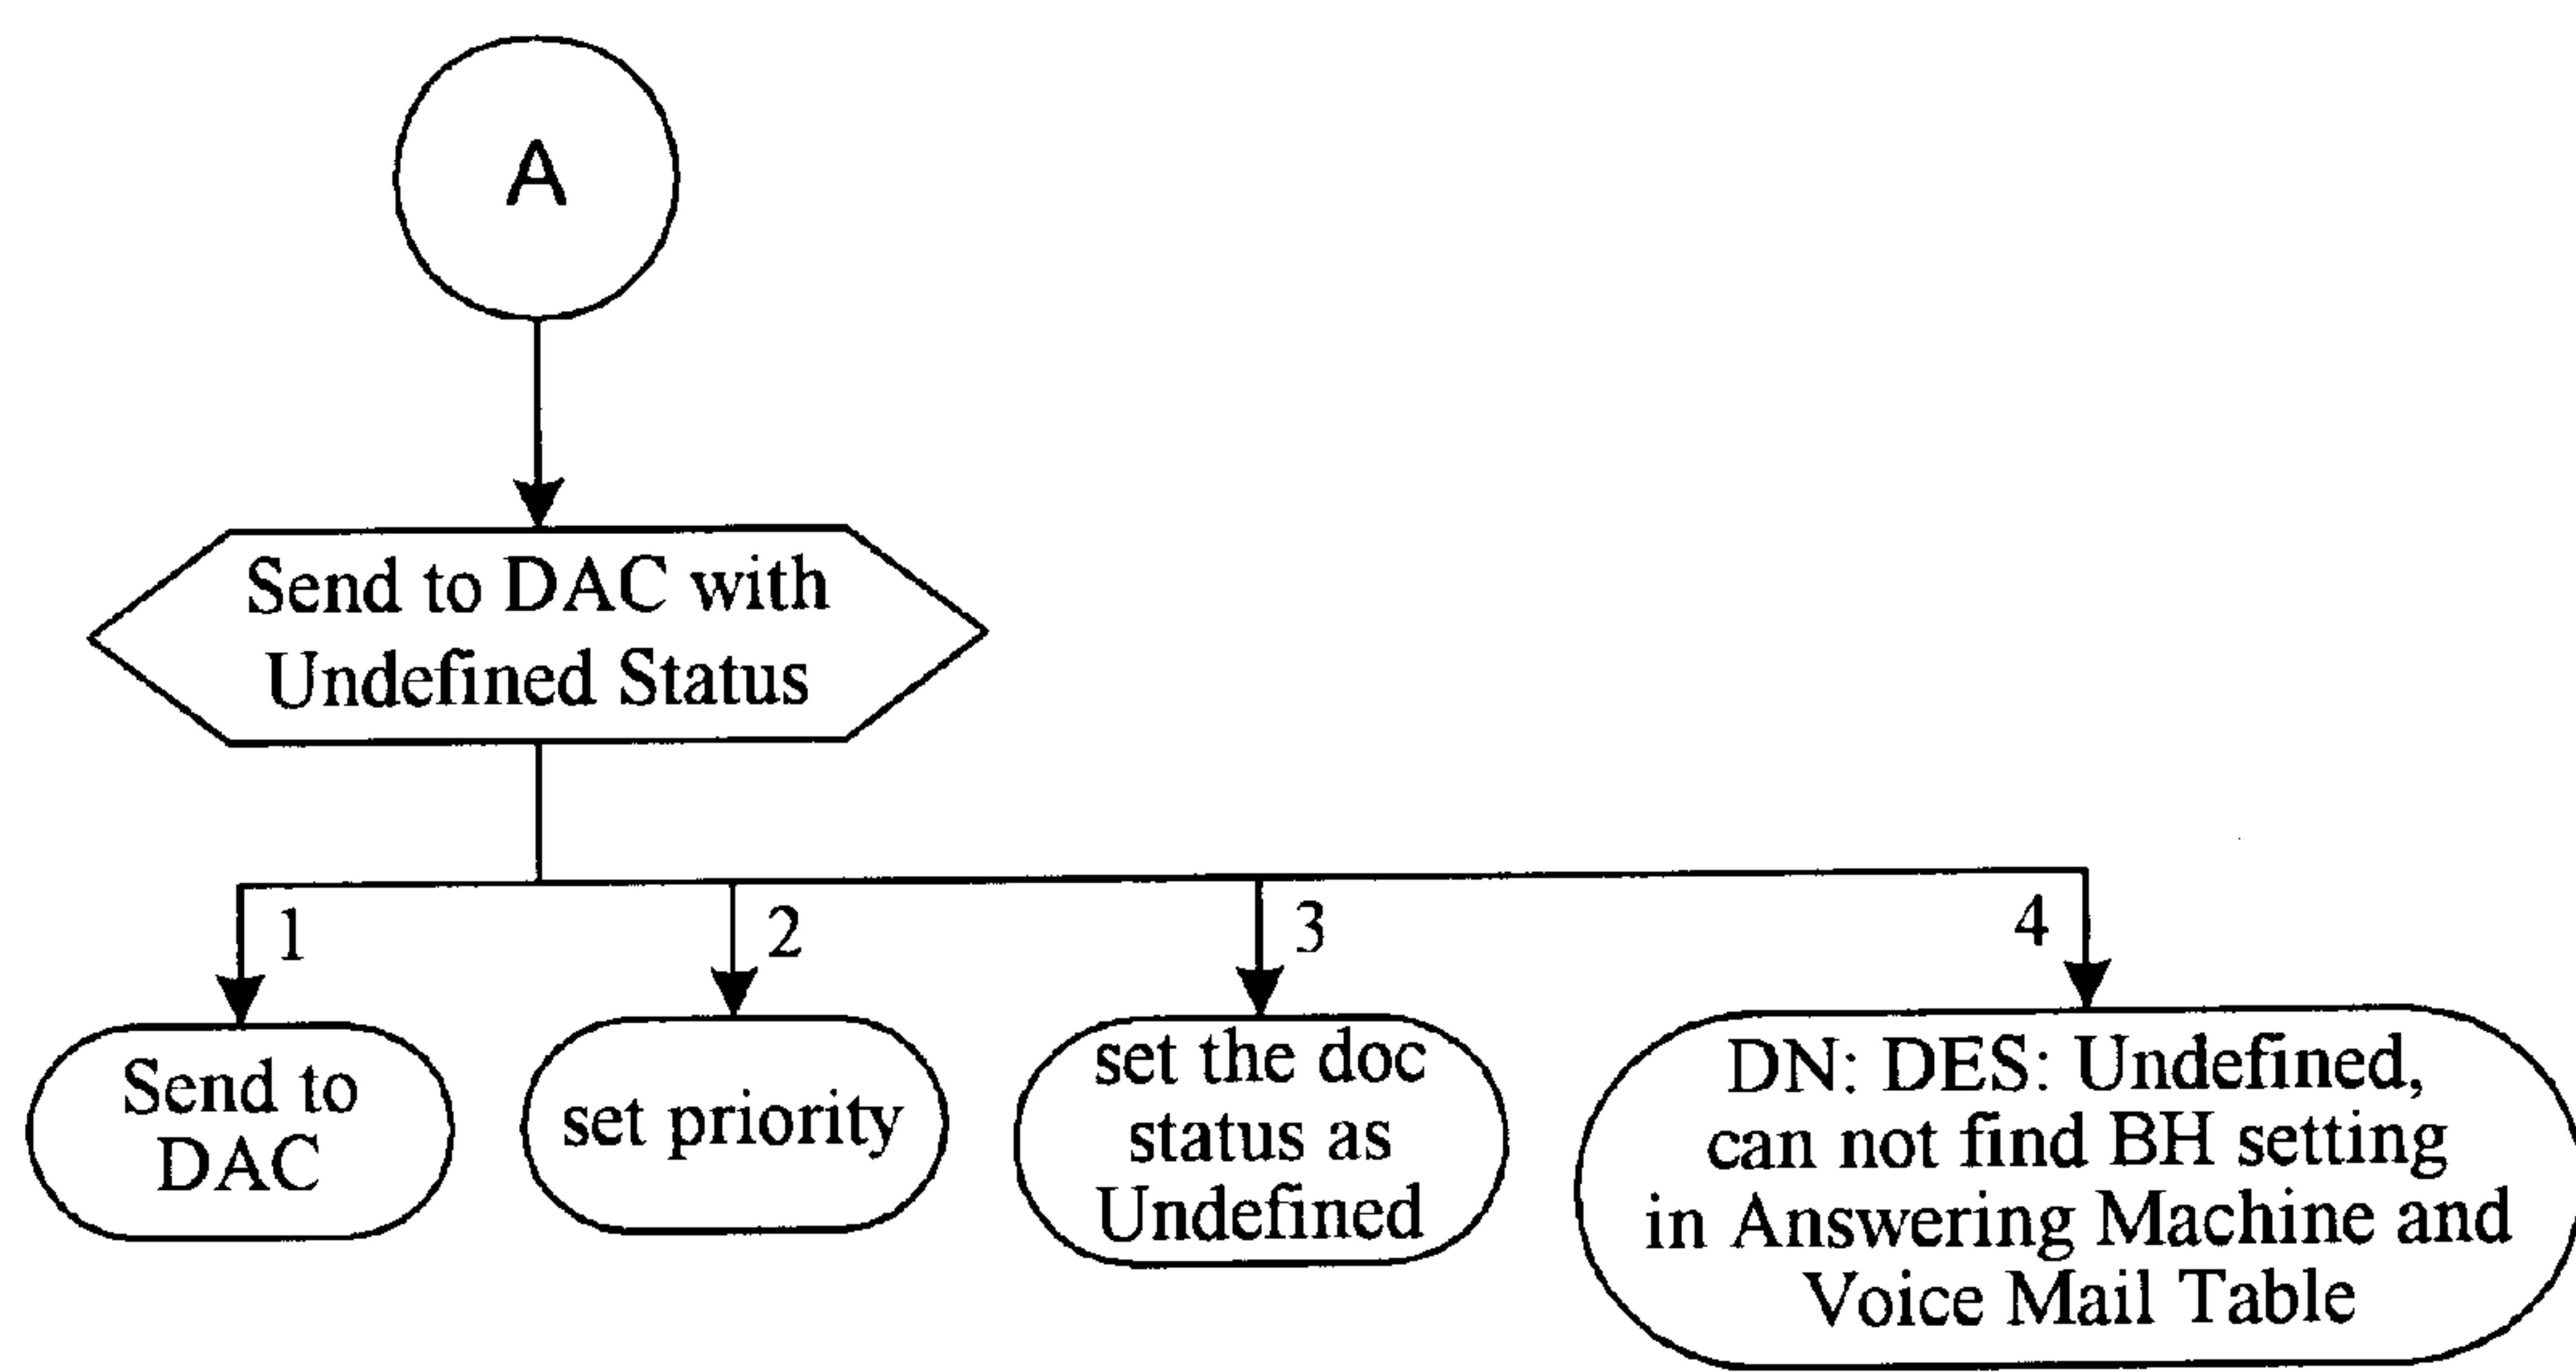 A
Send to DAC with
Undefined Status
1
2
3
4
Send to
DAC
set priority
set the doc
status as
Undefined
DN: DES: Undefined,
can not find BH setting
in Answering Machine and
Voice Mail Table